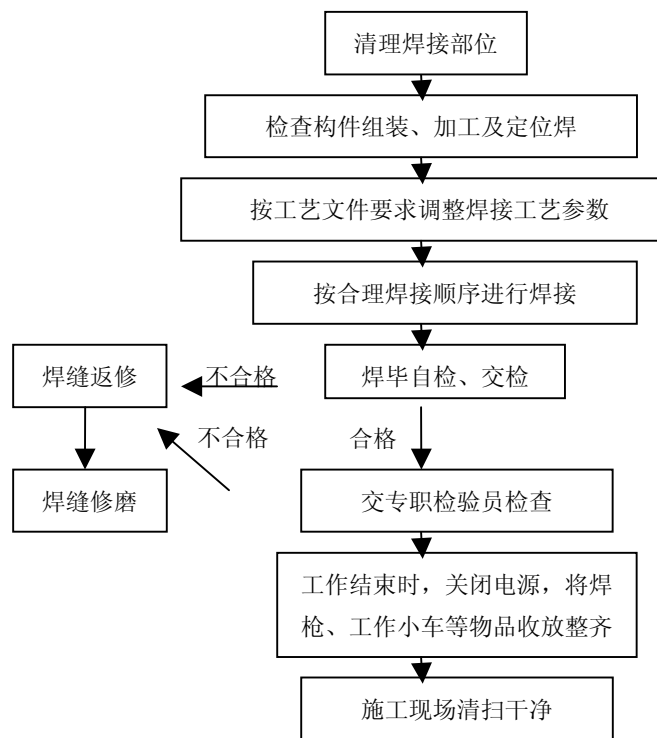 清理焊接部位
检查构件组装、加工及定位焊
按工艺文件要求调整焊接工艺参数
按合理焊接顺序进行焊接
焊缝返修
不合格
焊毕自检、交检
不合格
合格
焊缝修磨
交专职检验员检查
工作结束时，关闭电源，将焊
枪、工作小车等物品收放整齐
施工现场清扫干净